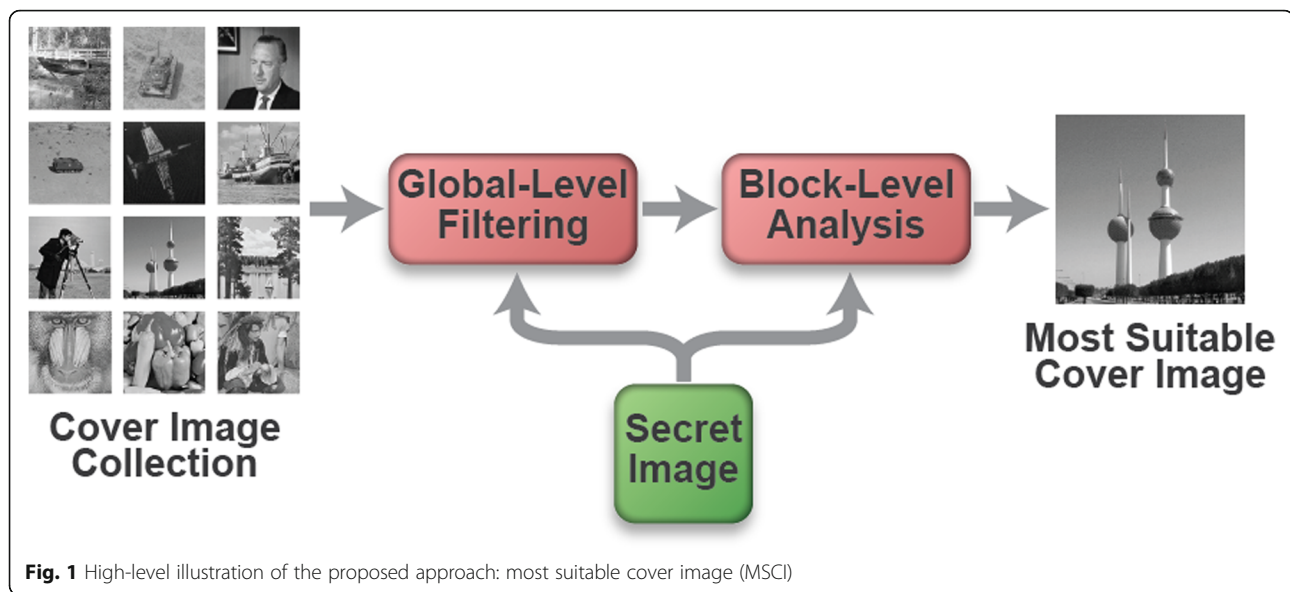 Global-Level
Filtering
Block-Level
Analysis
Most Suitable
Cover Image
Cover Image
Collection
Secret
Image
Fig. 1 High-level illustration of the proposed approach: most suitable cover image (MSCI)